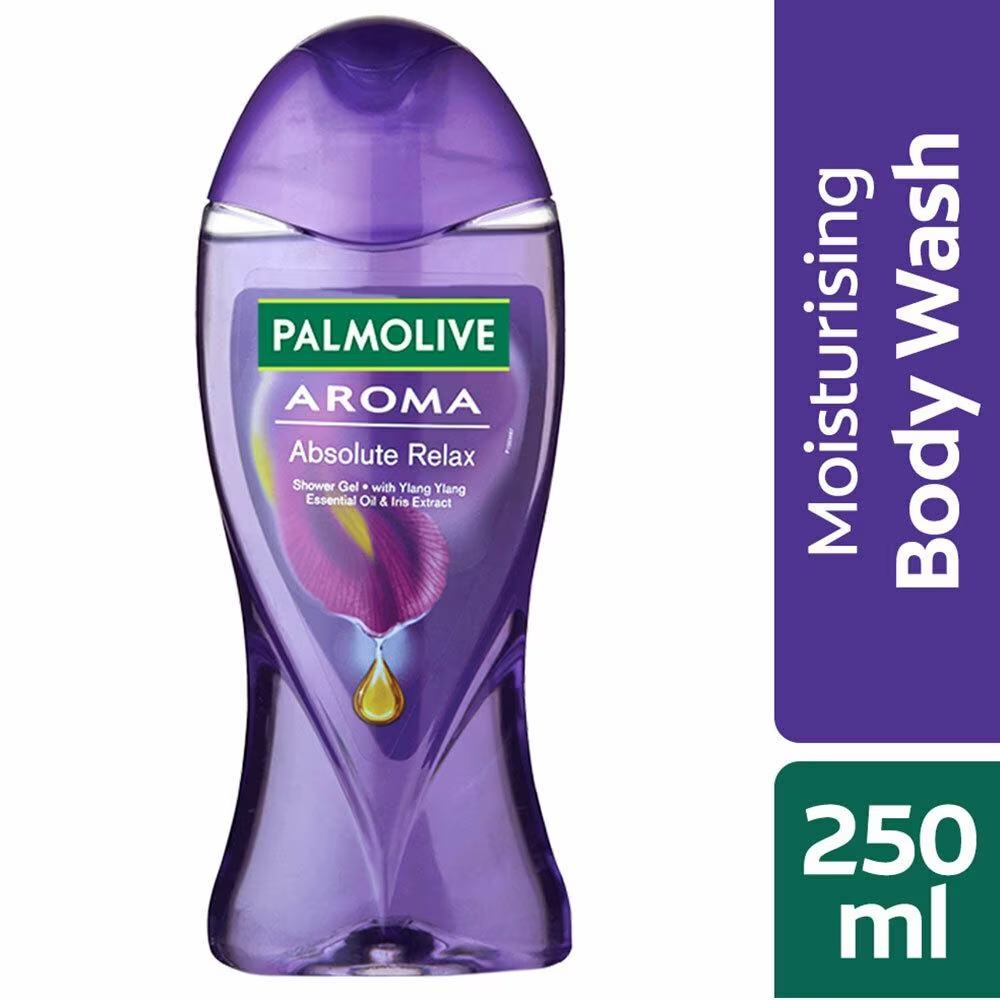 PALMOLIVE
AROMA
Absolute Relax
Shower Gel • with Ylang Ylang
Essential Oil & Iris Extract
Moisturising
Body Wash
250
ml